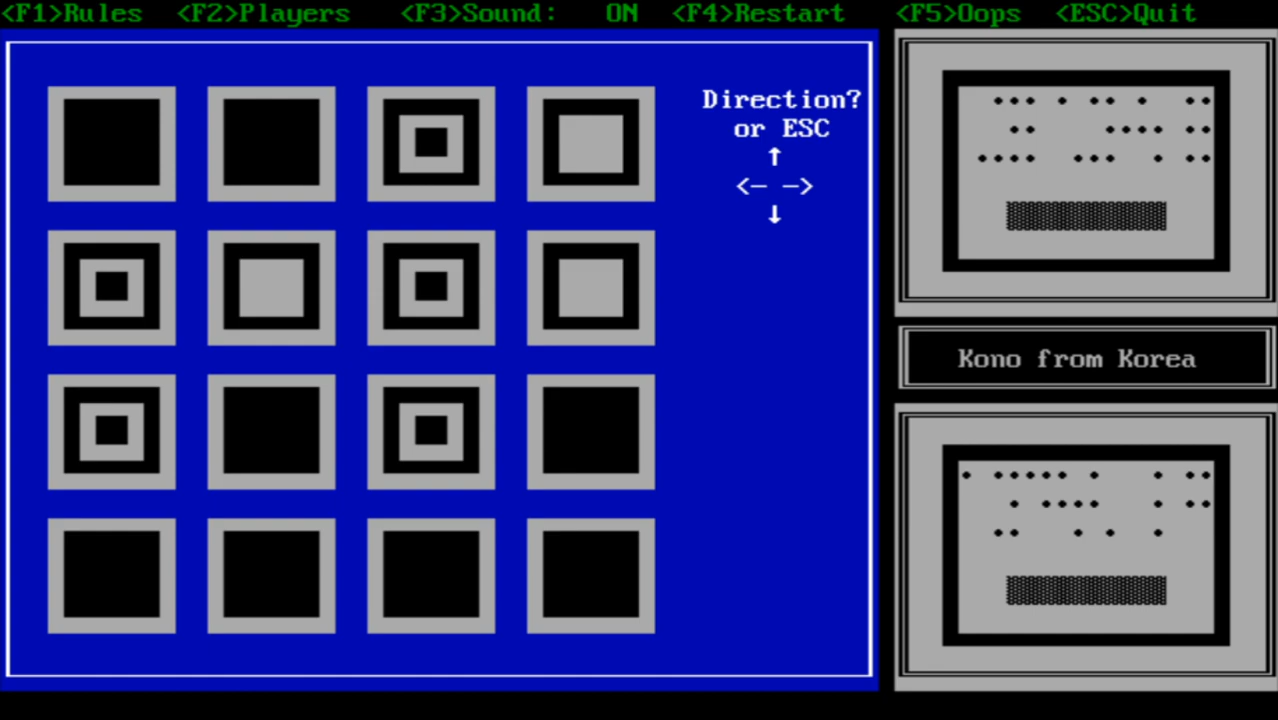 <F1>Rules <F2>Players <F3>Sound: ON <F4>Restart <F5>Oops <ESC>Quit
Direction?
or ESC
↑
<- ->
↓
Kono from Korea